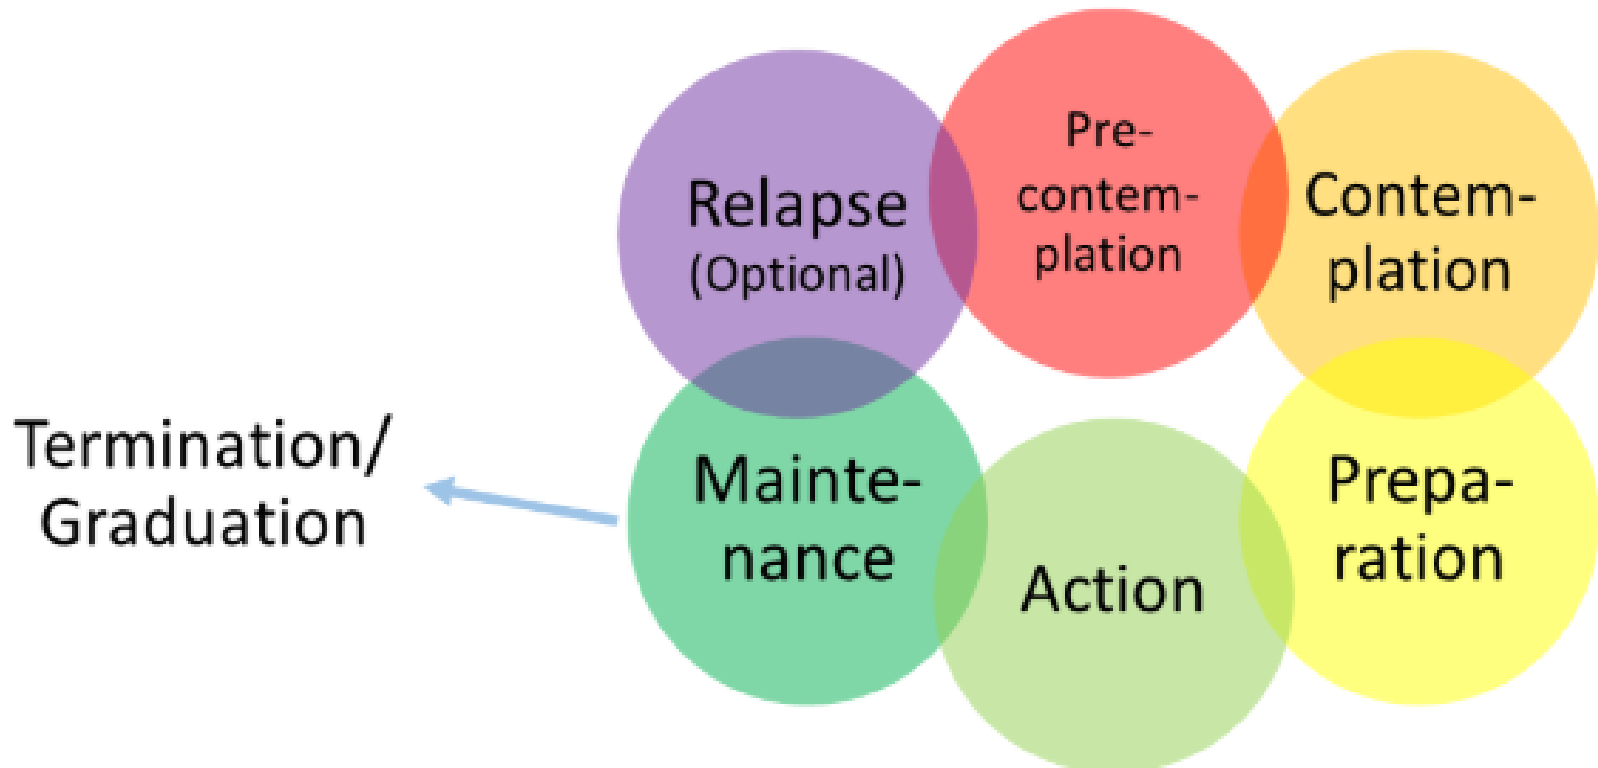 Relapse
(Optional)
Pre-
contem-
plation
Contem-
plation
Prepa-
ration
Action
Mainte-
nance
Termination/
Graduation